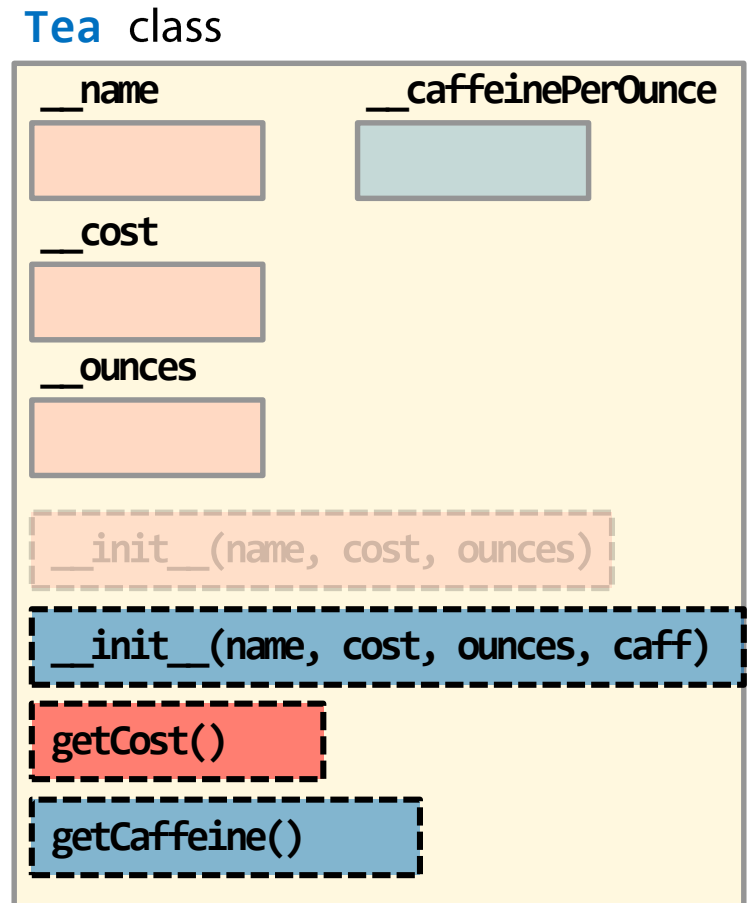 Tea class
__name __caffeinePerOunce
__cost
__ounces
__init__(name, cost, ounces)
__init__(name, cost, ounces, caff)
getCost()
getCaffeine()